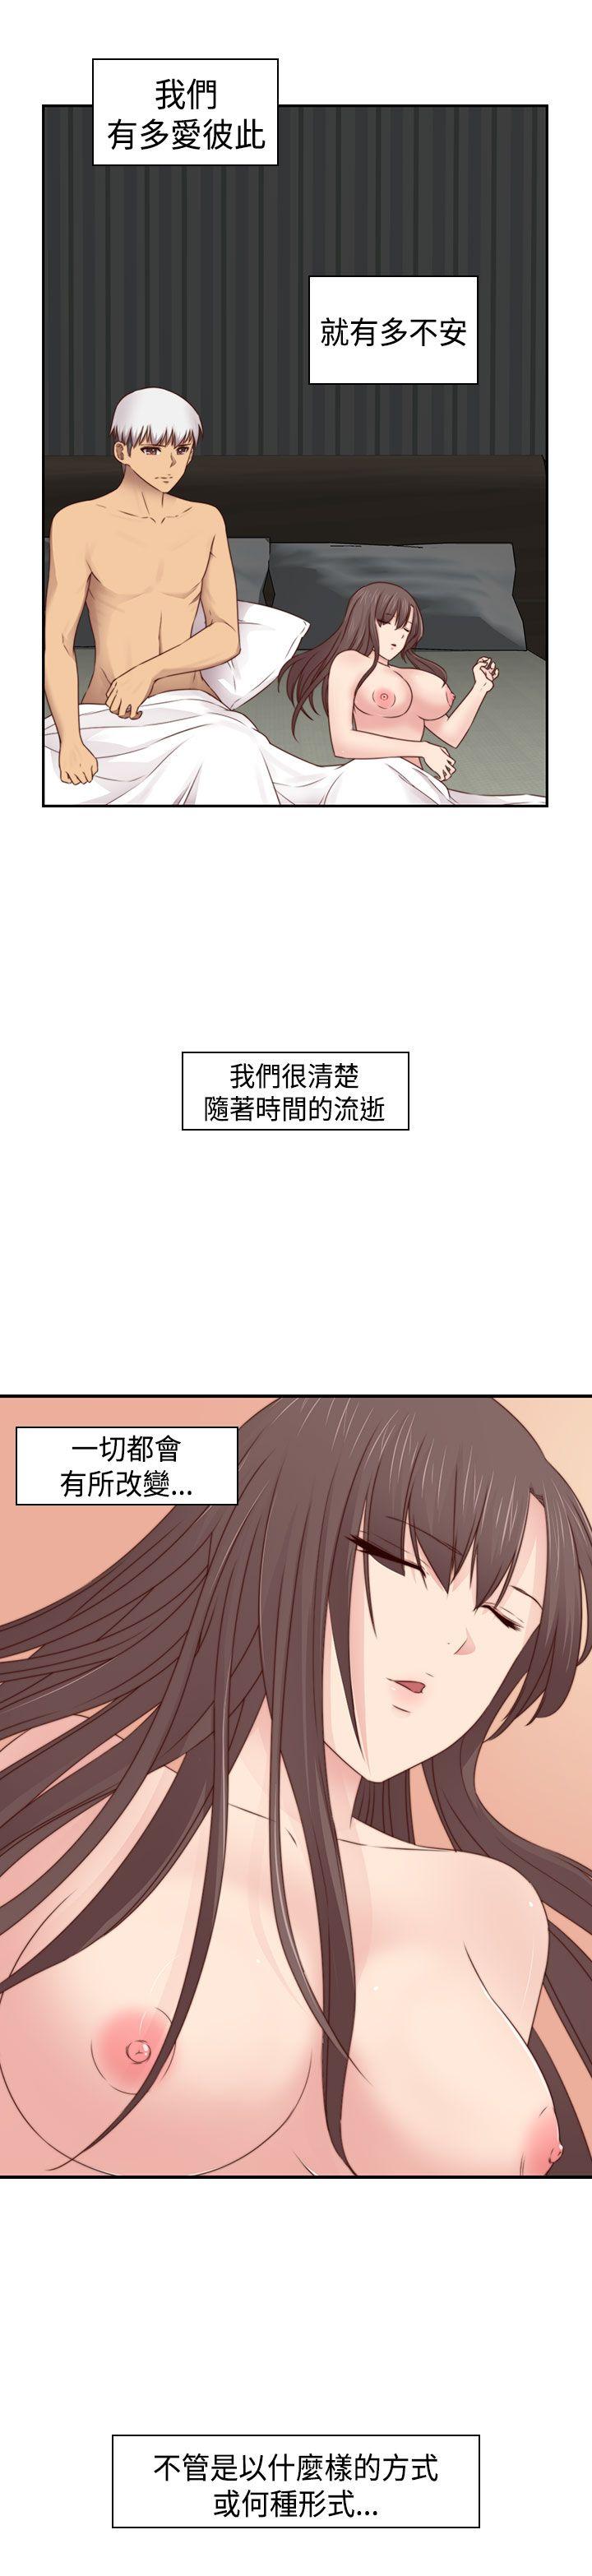 我們
有多愛彼此
就有多不安
我們很清楚
隨著時間的流逝
一切都會
有所改變...
不管是以什麼樣的方式
或何種形式...